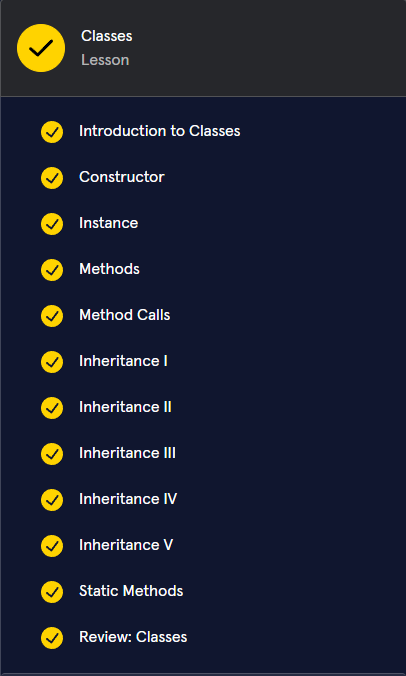 Classes
Lesson
Introduction to Classes
Constructor
Instance
Methods
Method Calls
Inheritance I
Inheritance II
Inheritance III
Inheritance IV
Inheritance V
Static Methods
Review: Classes